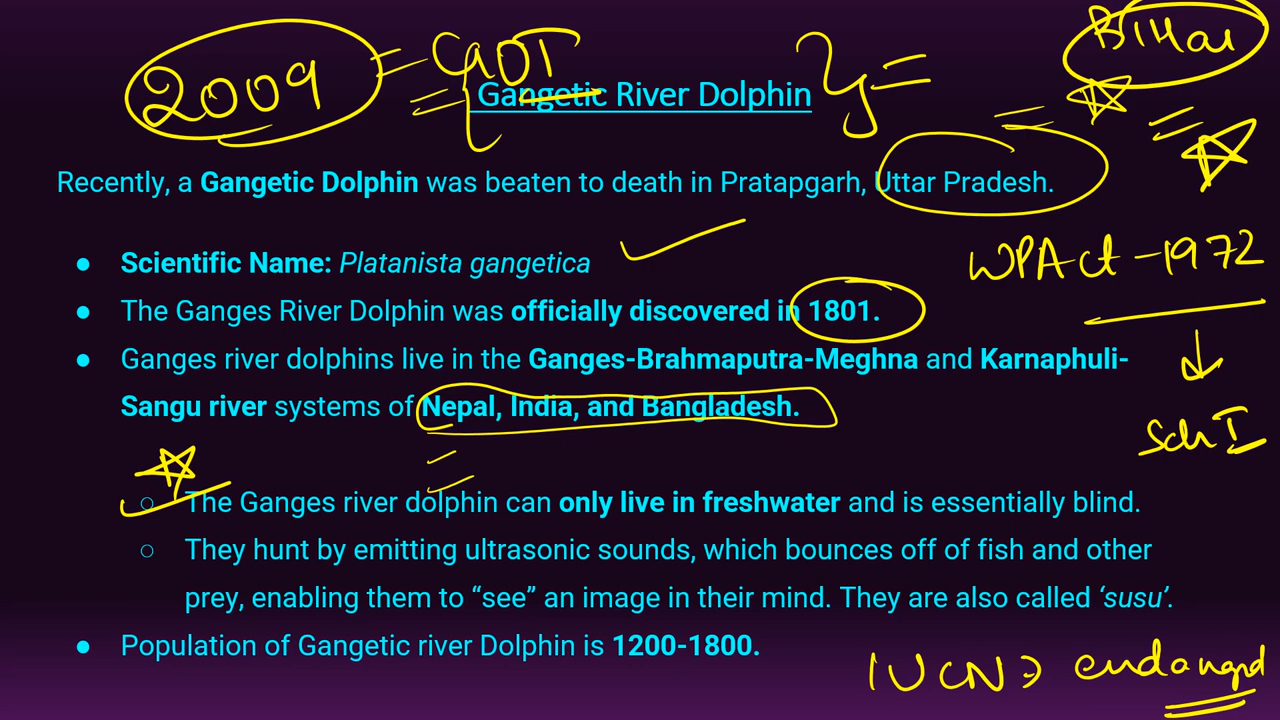 2009 = GOI
Y =
Bihar
Gangetic River Dolphin
Recently, a Gangetic Dolphin was beaten to death in Pratapgarh, Uttar Pradesh.
● Scientific Name: Platanista gangetica
WPAct - 1972
● The Ganges River Dolphin was officially discovered in 1801.
● Ganges river dolphins live in the Ganges-Brahmaputra-Meghna and Karnaphuli-
Sangu river systems of Nepal, India, and Bangladesh.
Sch I
○ The Ganges river dolphin can only live in freshwater and is essentially blind.
○ They hunt by emitting ultrasonic sounds, which bounces off of fish and other
prey, enabling them to “see” an image in their mind. They are also called ‘susu’.
● Population of Gangetic river Dolphin is 1200-1800.
IUCN ⇒ endangrd